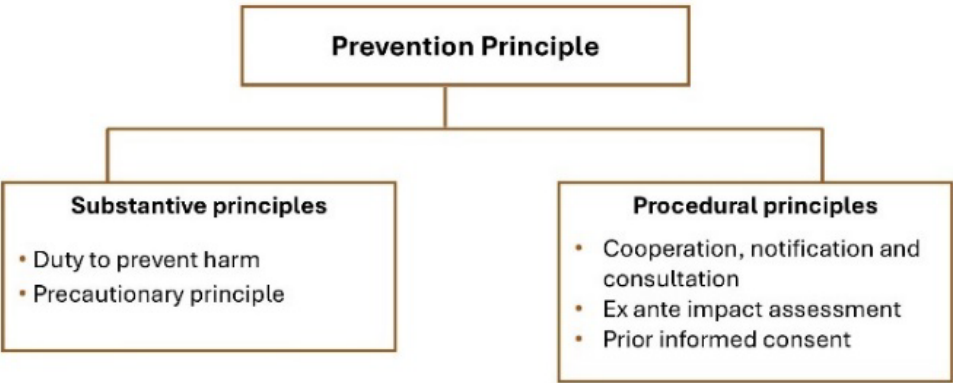 Prevention Principle
Substantive principles
• Duty to prevent harm
• Precautionary principle
Procedural principles
• Cooperation, notification and
consultation
• Ex ante impact assessment
• Prior informed consent